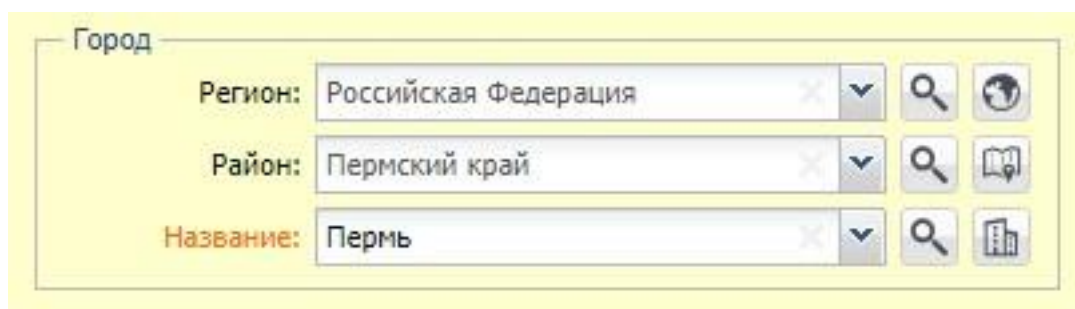 Город
Регион: Российская Федерация
Район: Пермский край
Название: Пермь